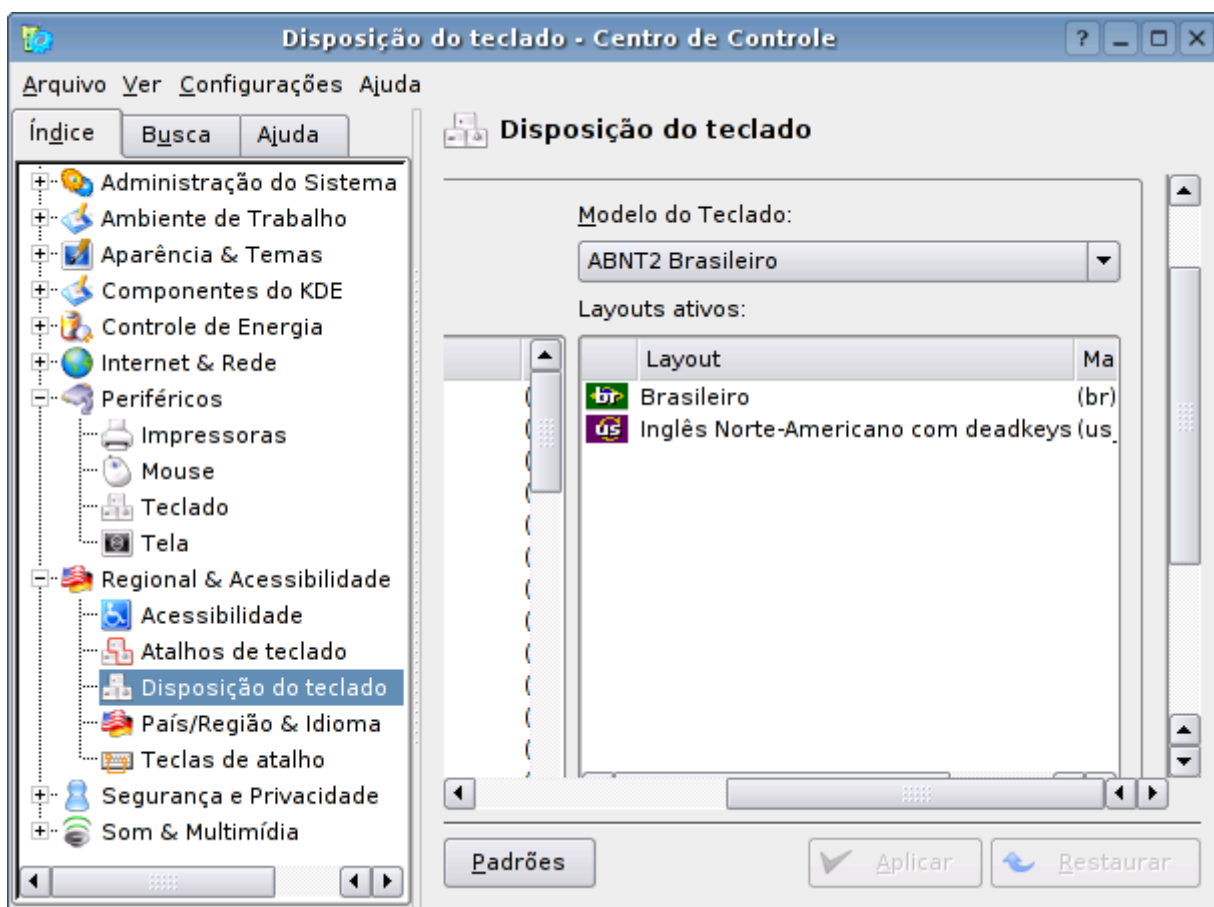 Disposição do teclado - Centro de Controle
?
Arquivo Ver Configurações Ajuda
Índice Busca Ajuda
Administração do Sistema
Ambiente de Trabalho
Aparência & Temas
Componentes do KDE
Controle de Energia
Internet & Rede
Periféricos
Impressoras
Mouse
Teclado
Tela
Regional & Acessibilidade
Acessibilidade
Atalhos de teclado
Disposição do teclado
País/Região & Idioma
Teclas de atalho
Segurança e Privacidade
Som & Multimídia
Disposição do teclado
Modelo do Teclado:
ABNT2 Brasileiro
Layouts ativos:
Layout Ma
br Brasileiro (br)
us Inglês Norte-Americano com deadkeys (us_
Padrões Aplicar Restaurar